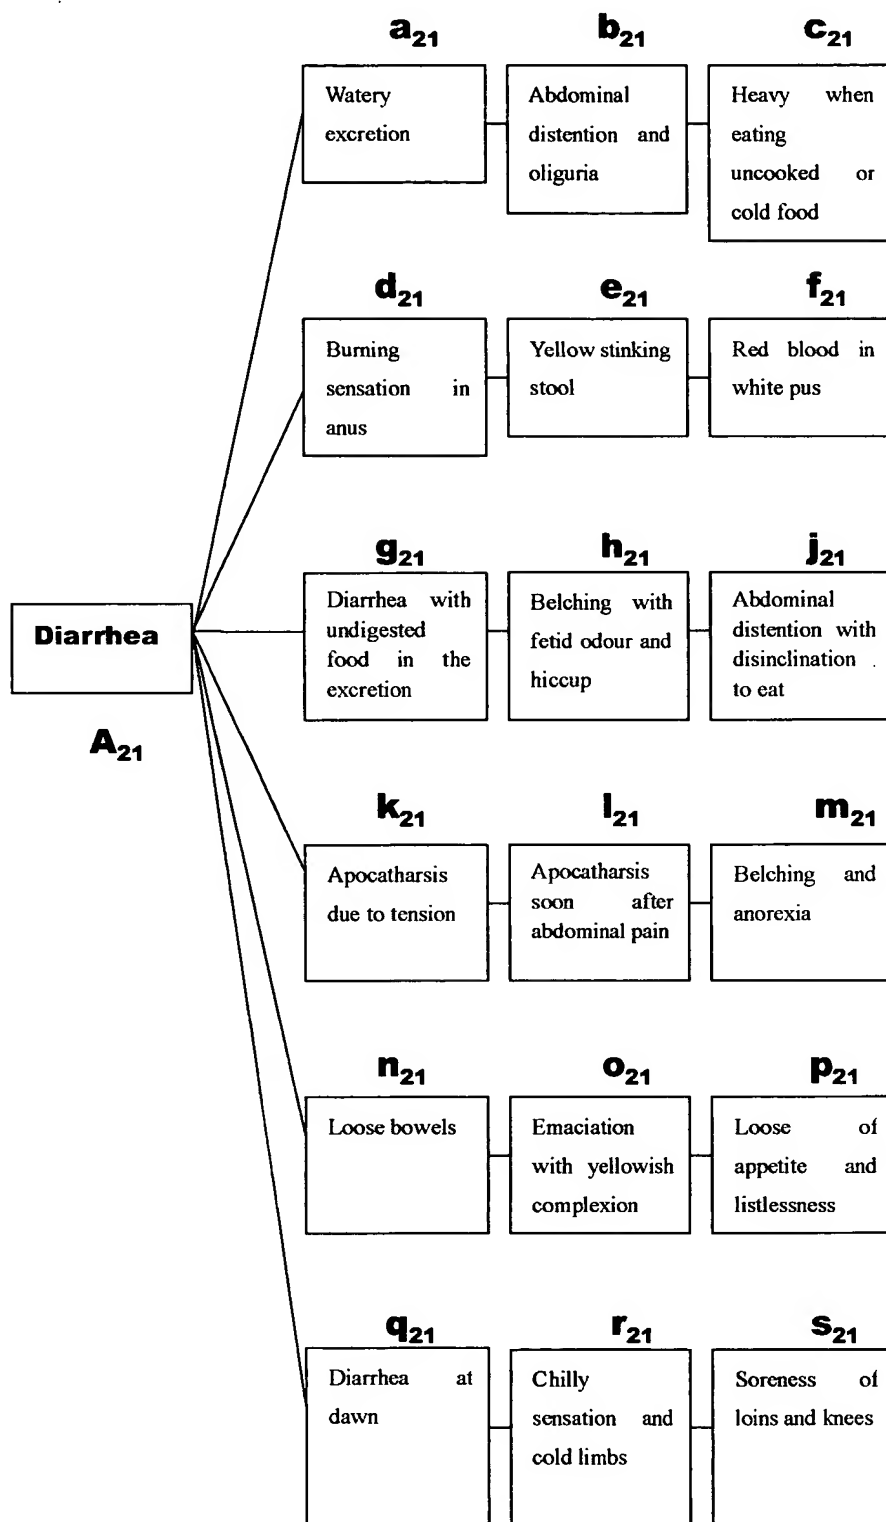 a21 b21 c21
Watery
excretion
Abdominal
distention and
oliguria
Heavy when
eating
uncooked or
cold food
d21 e21 f21
Burning
sensation in
anus
Yellow stinking
stool
Red blood in
white pus
g21 h21 j21
Diarrhea with
undigested
food in the
excretion
Belching with
fetid odour and
hiccup
Abdominal
distention with
disinclination
to eat
Diarrhea
A21
k21 l21 m21
Apocatharsis
due to tension
Apocatharsis
soon after
abdominal pain
Belching and
anorexia
n21 o21 p21
Loose bowels
Emaciation
with yellowish
complexion
Loose of
appetite and
listlessness
q21 r21 s21
Diarrhea at
dawn
Chilly
sensation and
cold limbs
Soreness of
loins and knees